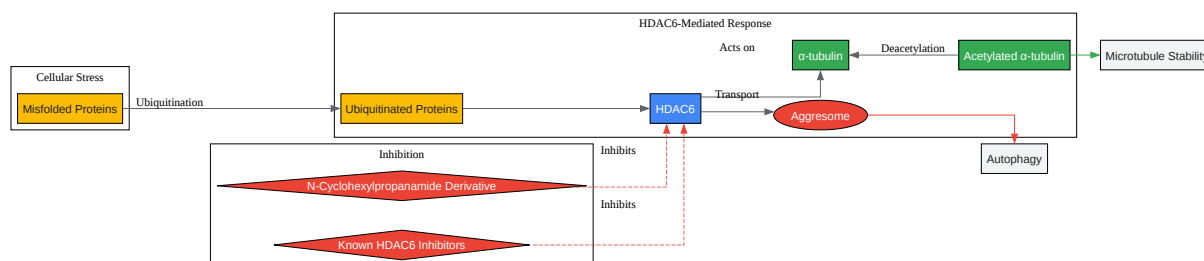 HDAC6-Mediated Response
Acts on
α-tubulin
Deacetylation
Acetylated α-tubulin
Microtubule Stability
Cellular Stress
Misfolded Proteins
Ubiquitination
Ubiquitinated Proteins
HDAC6
Transport
Aggresome
Autophagy
Inhibition
Inhibits
N-Cyclohexylpropanamide Derivative
Inhibits
Known HDAC6 Inhibitors